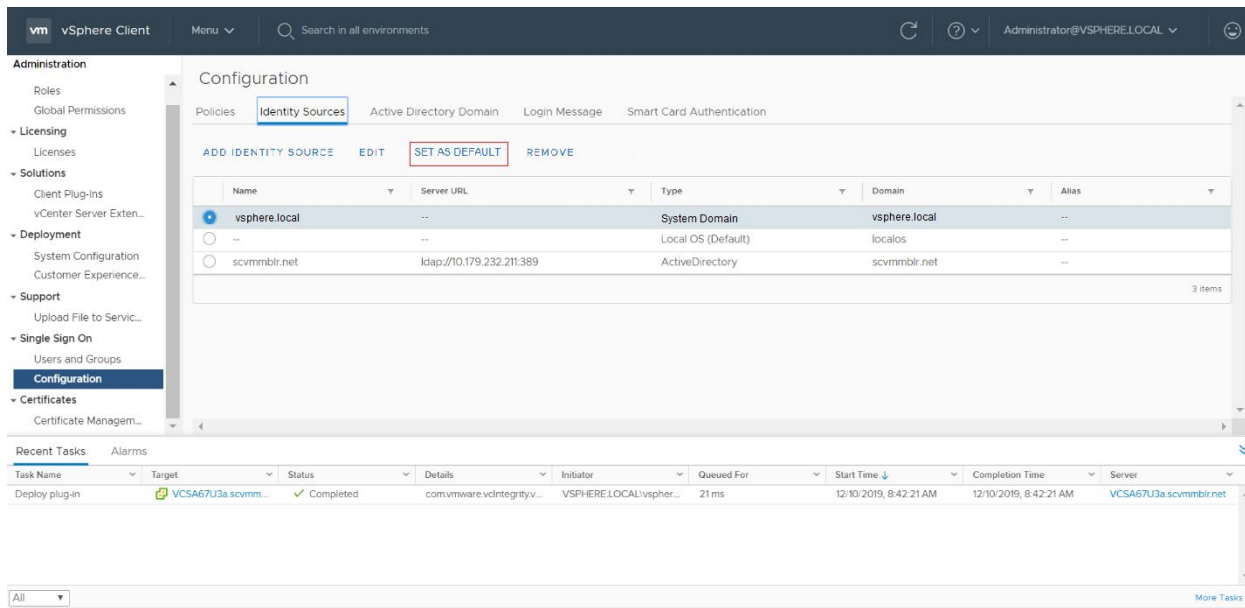 vm vSphere Client Menu Search in all environments Administrator@VSPHERE.LOCAL
Administration
Roles
Global Permissions
Licensing
Licenses
Solutions
Client Plug-Ins
vCenter Server Exten...
Deployment
System Configuration
Customer Experience...
Support
Upload File to Servic...
Single Sign On
Users and Groups
Configuration
Certificates
Certificate Managem...
Configuration
Policies Identity Sources Active Directory Domain Login Message Smart Card Authentication
ADD IDENTITY SOURCE EDIT SET AS DEFAULT REMOVE
Name Server URL Type Domain Alias
vsphere.local -- System Domain vsphere.local --
-- -- Local OS (Default) localos --
scvmmblr.net ldap://10.179.232.211:389 ActiveDirectory scvmmblr.net --
3 items
Recent Tasks Alarms
Task Name Target Status Details Initiator Queued For Start Time Completion Time Server
Deploy plug-in VCSA67U3a.scvmm... Completed com.vmware.vcIntegrity.v... VSPHERE.LOCAL\vspher... 21 ms 12/10/2019, 8:42:21 AM 12/10/2019, 8:42:21 AM VCSA67U3a.scvmmblr.net
All More Tasks